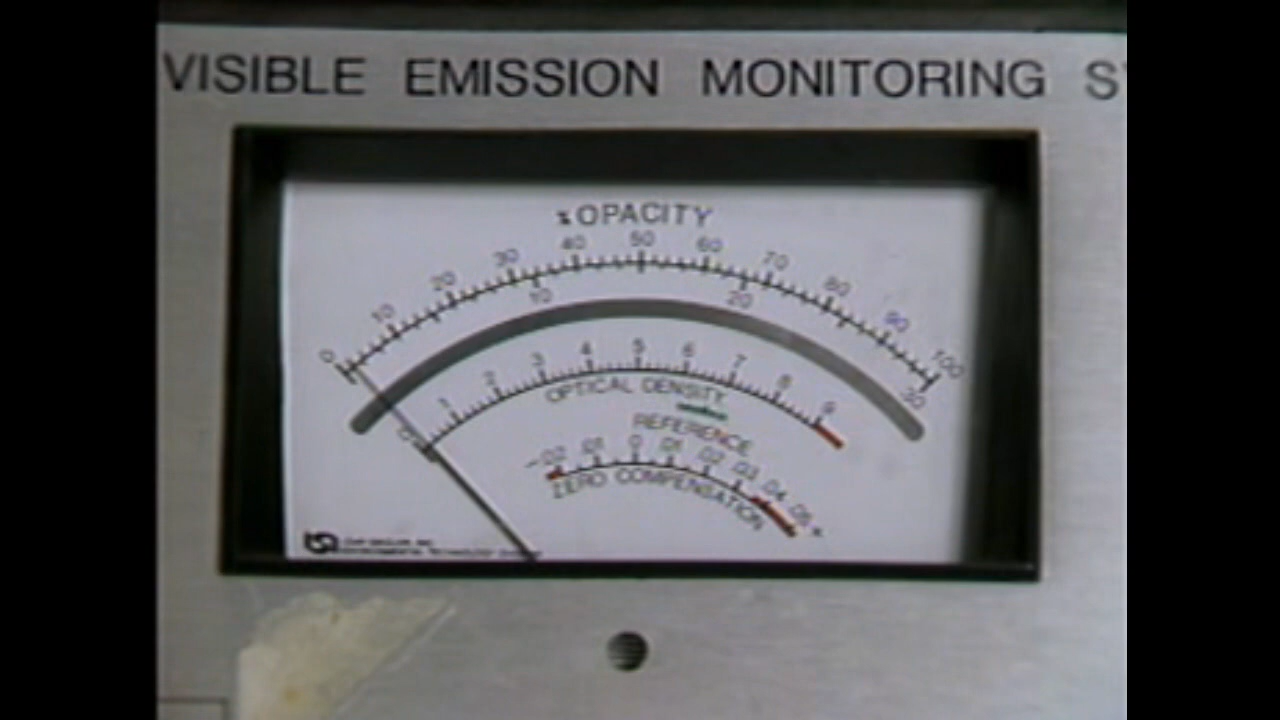 VISIBLE EMISSION MONITORING S
% OPACITY
0 10 20 30 40 50 60 70 80 90 100
10 20 30
0 1 2 3 4 5 6 7 8 9
OPTICAL DENSITY
REFERENCE
-.02 .01 0 .01 .02 .03 .04 .05 +
ZERO COMPENSATION